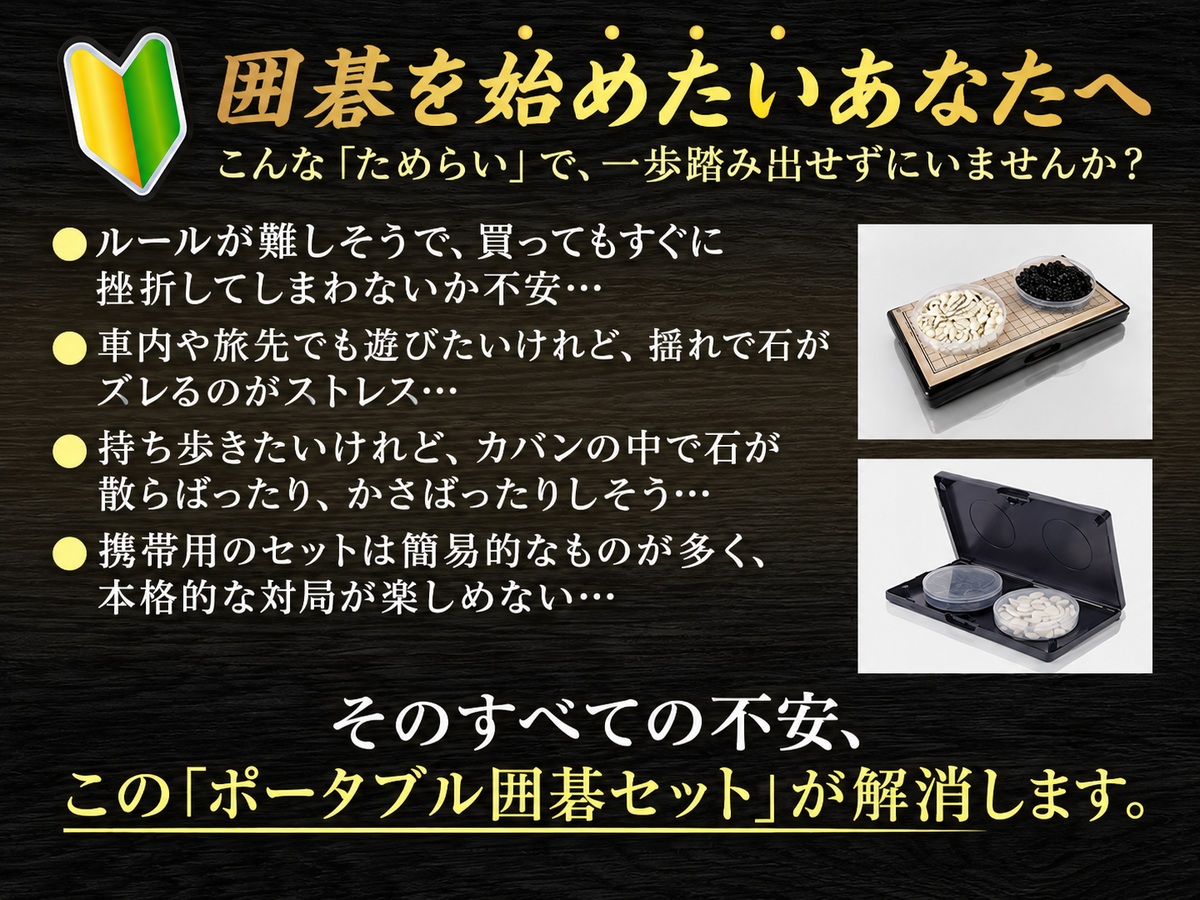 囲碁を始めたいあなたへ
こんな「ためらい」で、一歩踏み出せずにいませんか？
●ルールが難しそうで、買ってもすぐに
挫折してしまわないか不安…
●車内や旅先でも遊びたいけれど、揺れで石が
ズレるのがストレス…
●持ち歩きたいけれど、カバンの中で石が
散らばったり、かさばったりしそう…
●携帯用のセットは簡易的なものが多く、
本格的な対局が楽しめない…
そのすべての不安、
この「ポータブル囲碁セット」が解消します。